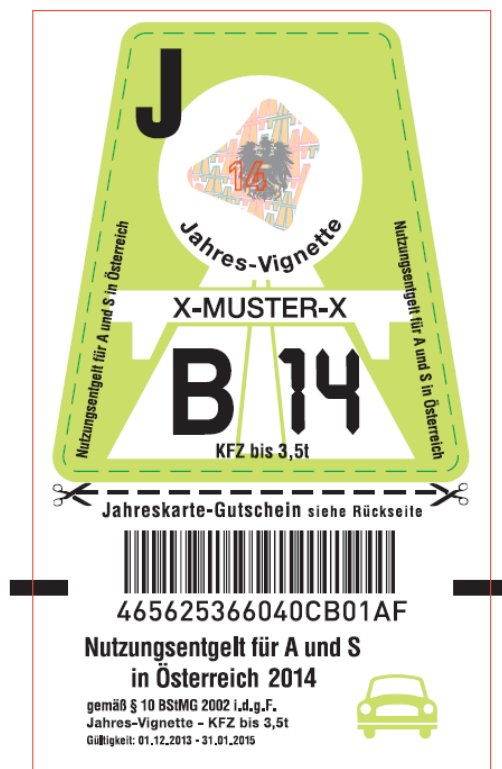 J
14
Jahres-Vignette
Nutzungsentgelt für A und S in Österreich
Nutzungsentgelt für A und S in Österreich
X-MUSTER-X
B 14
KFZ bis 3,5t
Jahreskarte-Gutschein siehe Rückseite
465625366040CB01AF
Nutzungsentgelt für A und S
in Österreich 2014
gemäß § 10 BStMG 2002 i.d.g.F.
Jahres-Vignette - KFZ bis 3,5t
Gültigkeit: 01.12.2013 - 31.01.2015